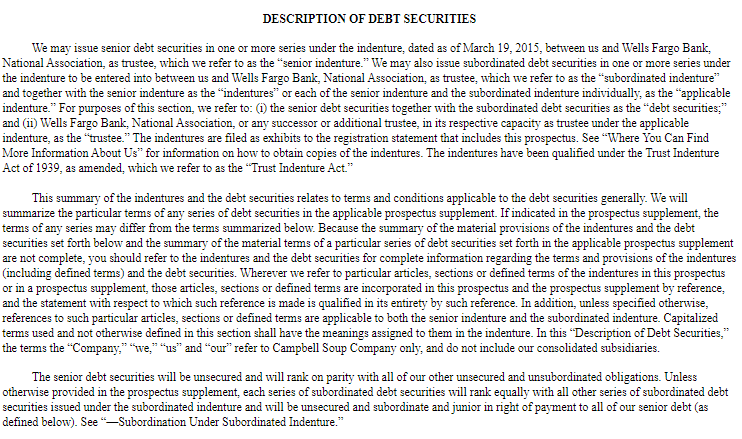 DESCRIPTION OF DEBT SECURITIES
We may issue senior debt securities in one or more series under the indenture, dated as of March 19, 2015, between us and Wells Fargo Bank,
National Association, as trustee, which we refer to as the “senior indenture.” We may also issue subordinated debt securities in one or more series under
the indenture to be entered into between us and Wells Fargo Bank, National Association, as trustee, which we refer to as the “subordinated indenture”
and together with the senior indenture as the “indentures” or each of the senior indenture and the subordinated indenture individually, as the “applicable
indenture.” For purposes of this section, we refer to: (i) the senior debt securities together with the subordinated debt securities as the “debt securities;”
and (ii) Wells Fargo Bank, National Association, or any successor or additional trustee, in its respective capacity as trustee under the applicable
indenture, as the “trustee.” The indentures are filed as exhibits to the registration statement that includes this prospectus. See “Where You Can Find
More Information About Us” for information on how to obtain copies of the indentures. The indentures have been qualified under the Trust Indenture
Act of 1939, as amended, which we refer to as the “Trust Indenture Act.”
This summary of the indentures and the debt securities relates to terms and conditions applicable to the debt securities generally. We will
summarize the particular terms of any series of debt securities in the applicable prospectus supplement. If indicated in the prospectus supplement, the
terms of any series may differ from the terms summarized below. Because the summary of the material provisions of the indentures and the debt
securities set forth below and the summary of the material terms of a particular series of debt securities set forth in the applicable prospectus supplement
are not complete, you should refer to the indentures and the debt securities for complete information regarding the terms and provisions of the indentures
(including defined terms) and the debt securities. Wherever we refer to particular articles, sections or defined terms of the indentures in this prospectus
or in a prospectus supplement, those articles, sections or defined terms are incorporated in this prospectus and the prospectus supplement by reference,
and the statement with respect to which such reference is made is qualified in its entirety by such reference. In addition, unless specified otherwise,
references to such particular articles, sections or defined terms are applicable to both the senior indenture and the subordinated indenture. Capitalized
terms used and not otherwise defined in this section shall have the meanings assigned to them in the indenture. In this “Description of Debt Securities,”
the terms the “Company,” “we,” “us” and “our” refer to Campbell Soup Company only, and do not include our consolidated subsidiaries.
The senior debt securities will be unsecured and will rank on parity with all of our other unsecured and unsubordinated obligations. Unless
otherwise provided in the prospectus supplement, each series of subordinated debt securities will rank equally with all other series of subordinated debt
securities issued under the subordinated indenture and will be unsecured and subordinate and junior in right of payment to all of our senior debt (as
defined below). See “—Subordination Under Subordinated Indenture.”